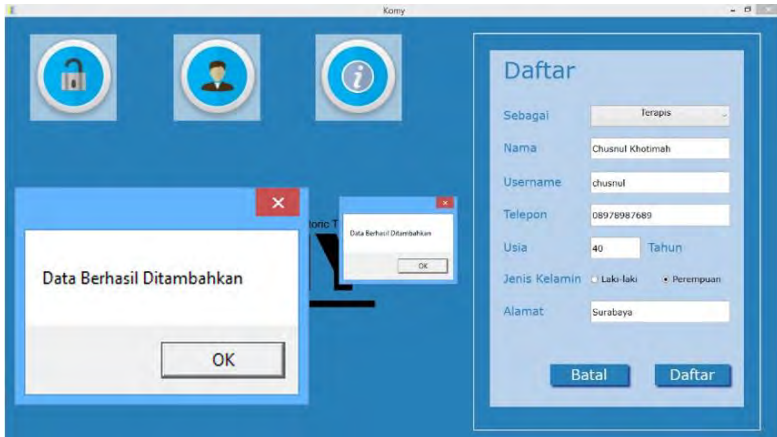 Komy
Daftar
Sebagai Terapis
Nama Chusnul Khotimah
Username chusnul
Telepon 08978987689
Usia 40 Tahun
Jenis Kelamin Laki-laki Perempuan
Alamat Surabaya
Batal Daftar
toric T
Data Berhasil Ditambahkan
OK
Data Berhasil Ditambahkan
OK